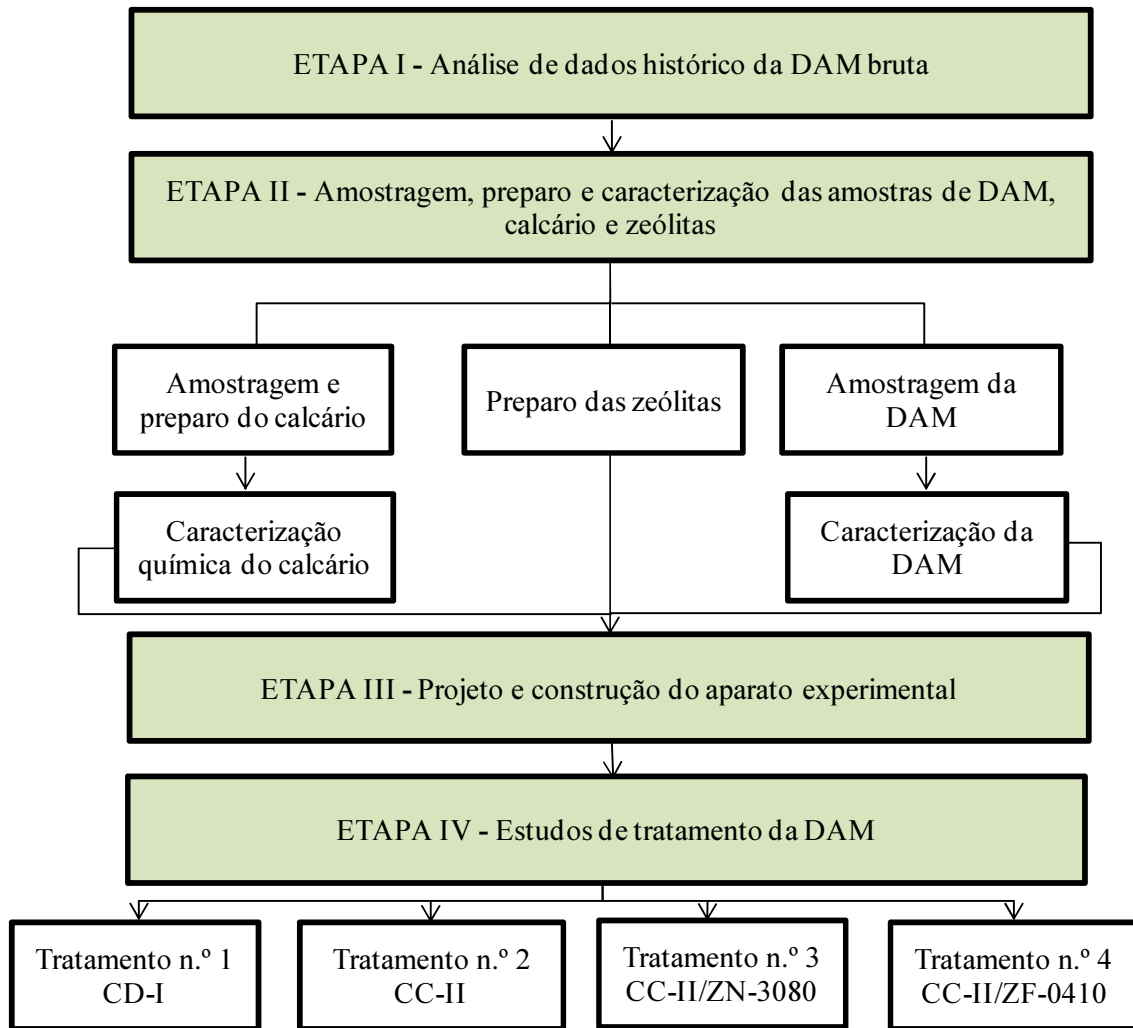 ETAPA I - Análise de dados histórico da DAM bruta
ETAPA II - Amostragem, preparo e caracterização das amostras de DAM,
calcário e zeólitas
Amostragem e
preparo do calcário
Preparo das zeólitas
Amostragem da
DAM
Caracterização
química do calcário
Caracterização da
DAM
ETAPA III - Projeto e construção do aparato experimental
ETAPA IV - Estudos de tratamento da DAM
Tratamento n.º 1
CD-I
Tratamento n.º 2
CC-II
Tratamento n.º 3
CC-II/ZN-3080
Tratamento n.º 4
CC-II/ZF-0410